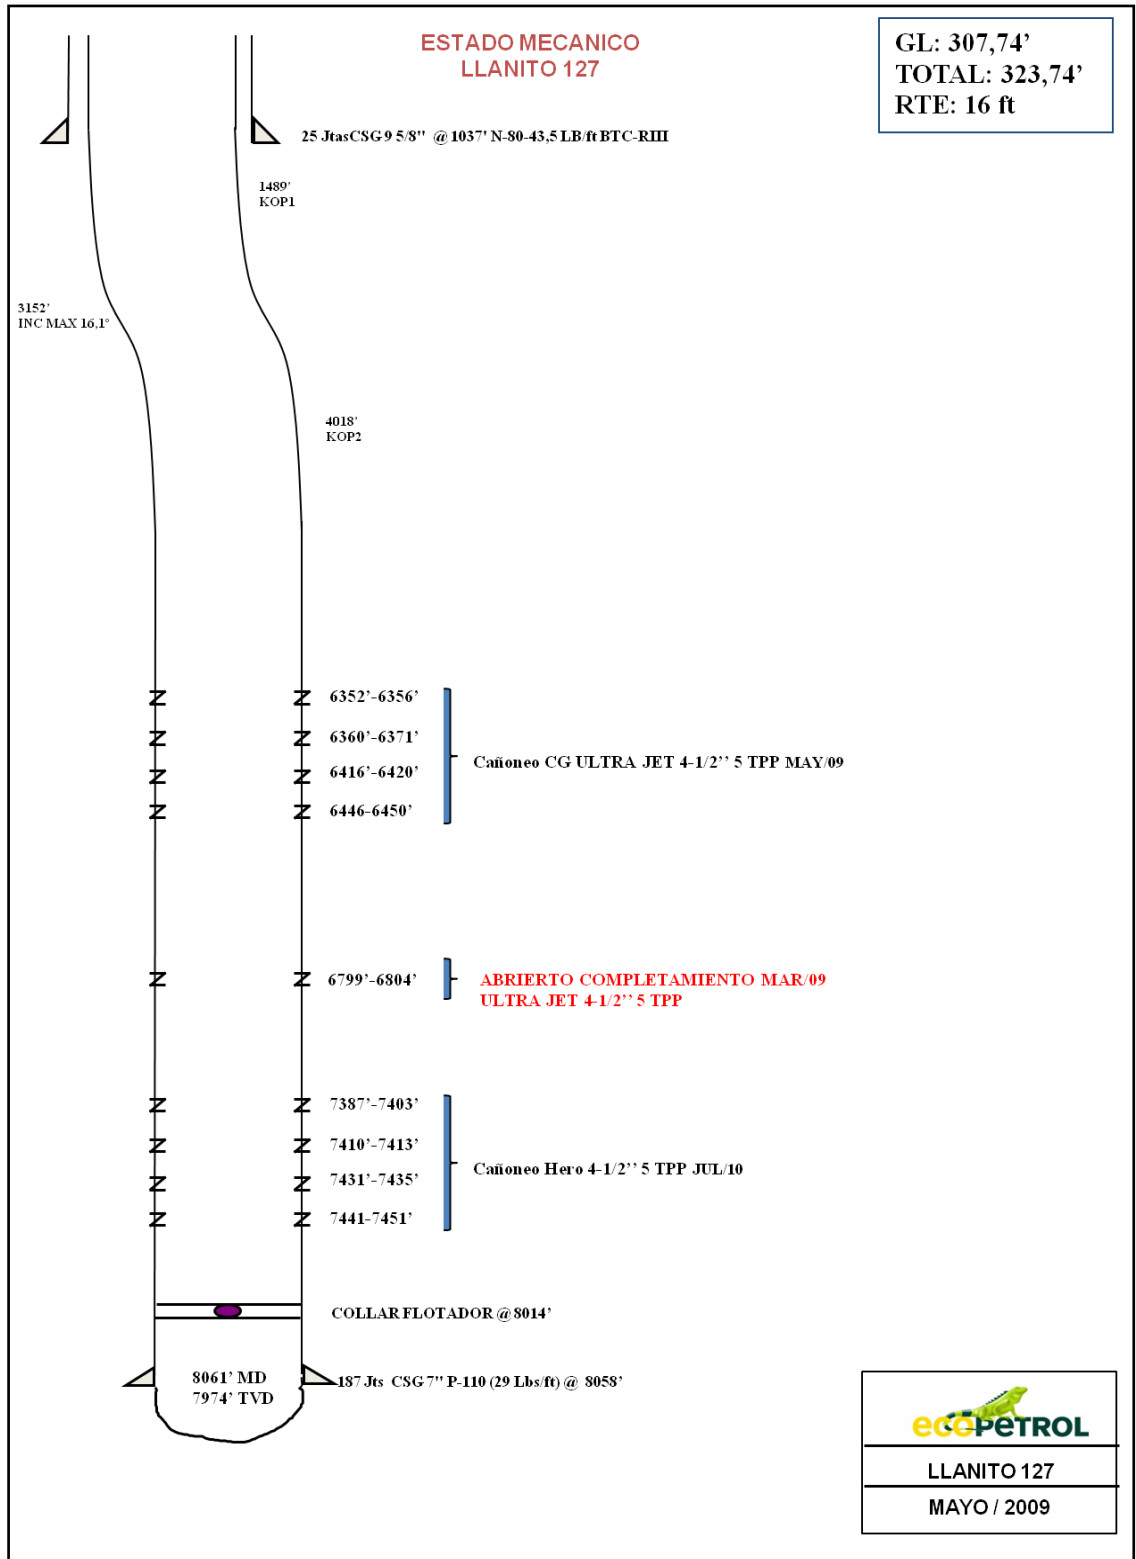 ESTADO MECANICO
LLANITO 127
GL: 307,74’
TOTAL: 323,74’
RTE: 16 ft
25 JtasCSG 9 5/8" @ 1037' N-80-43,5 LB/ft BTC-RIII
1489’
KOP1
3152’
INC MAX 16,1°
4018’
KOP2
6352’-6356’
6360’-6371’
6416’-6420’
6446-6450’
Cañoneo CG ULTRA JET 4-1/2’’ 5 TPP MAY/09
6799’-6804’
ABRIERTO COMPLETAMIENTO MAR/09
ULTRA JET 4-1/2’’ 5 TPP
7387’-7403’
7410’-7413’
7431’-7435’
7441-7451’
Cañoneo Hero 4-1/2’’ 5 TPP JUL/10
COLLAR FLOTADOR @ 8014’
8061’ MD
7974’ TVD
187 Jts CSG 7" P-110 (29 Lbs/ft) @ 8058’
ecoPETROL
LLANITO 127
MAYO / 2009